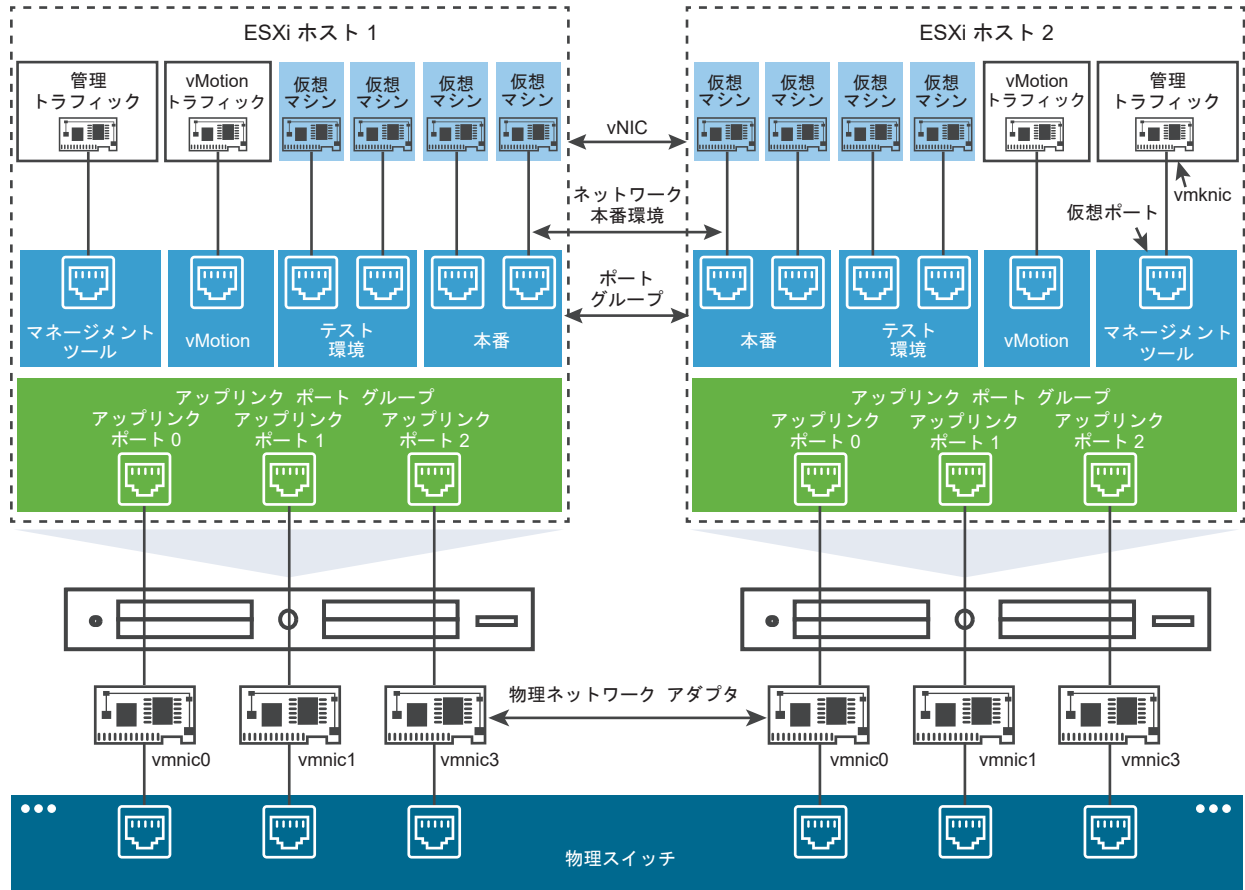 ESXi ホスト 1
管理
トラフィック
vMotion
トラフィック
仮想
マシン
仮想
マシン
仮想
マシン
仮想
マシン
vNIC
ネットワーク
本番環境
ポート
グループ
マネージメント
ツール
vMotion
テスト
環境
本番
アップリンク ポート グループ
アップリンク
ポート 0
アップリンク
ポート 1
アップリンク
ポート 2
ESXi ホスト 2
仮想
マシン
仮想
マシン
仮想
マシン
仮想
マシン
vMotion
トラフィック
管理
トラフィック
vmknic
仮想ポート
本番
テスト
環境
vMotion
マネージメント
ツール
アップリンク ポート グループ
アップリンク
ポート 0
アップリンク
ポート 1
アップリンク
ポート 2
物理ネットワーク アダプタ
vmnic0
vmnic1
vmnic3
vmnic0
vmnic1
vmnic3
物理スイッチ